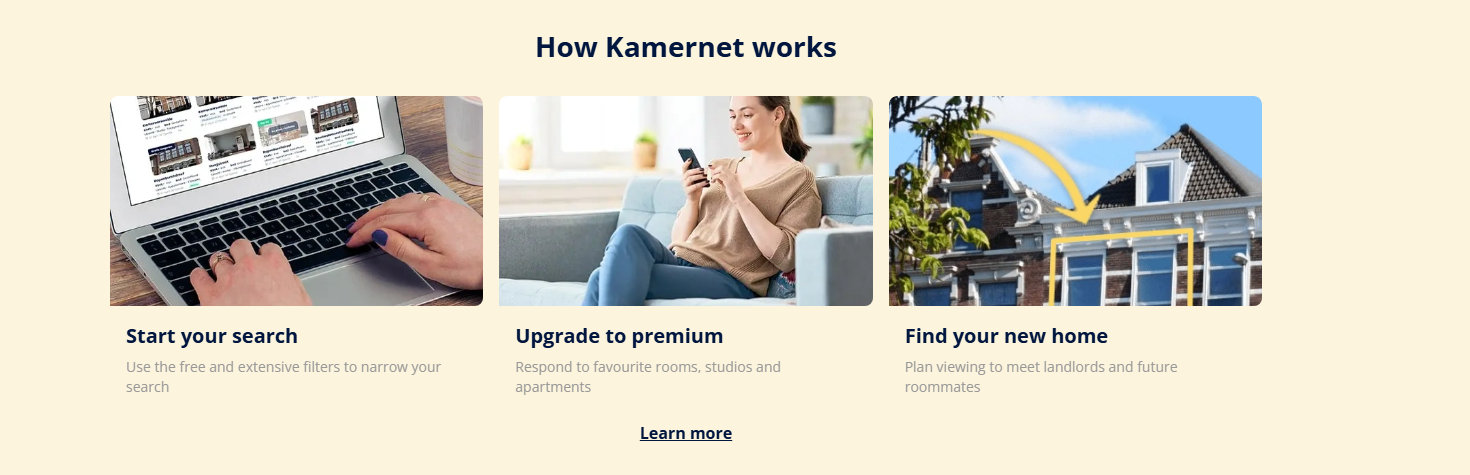 How Kamernet works
Start your search
Use the free and extensive filters to narrow your
search
Upgrade to premium
Respond to favourite rooms, studios and
apartments
Find your new home
Plan viewing to meet landlords and future
roommates
Learn more